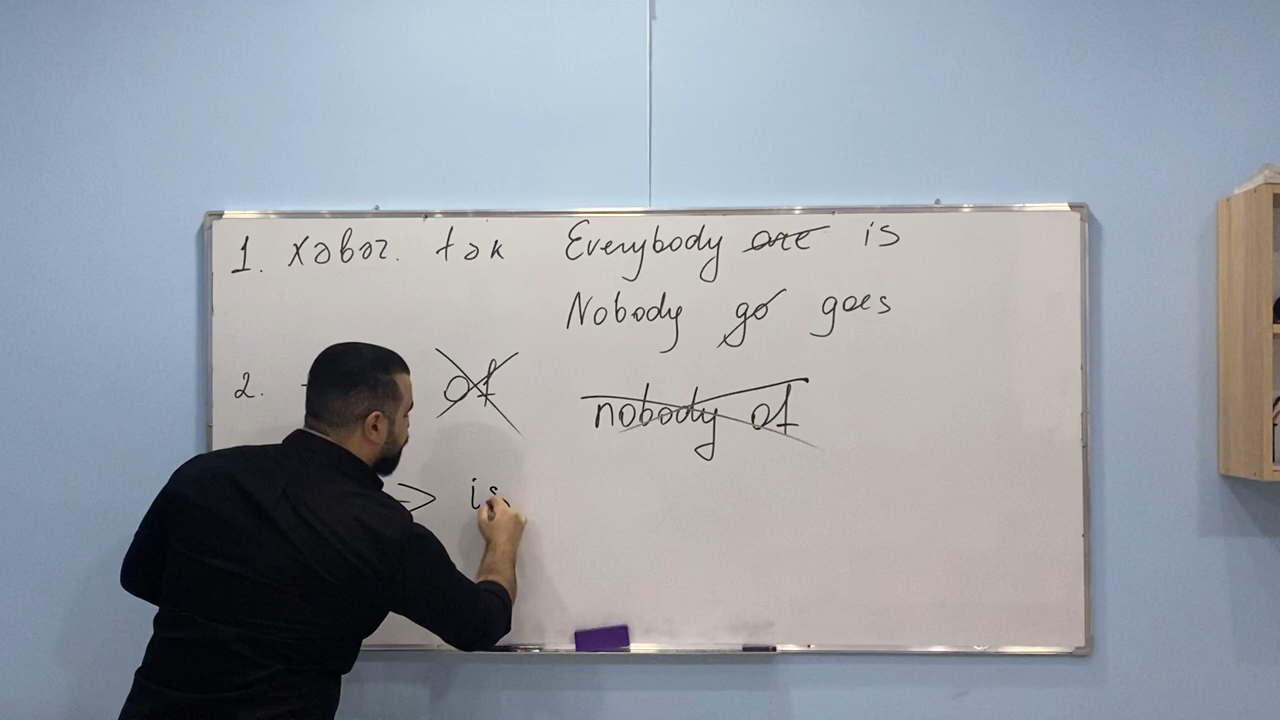 1. xəbər. tək Everybody are is
Nobody go goes
2. of nobody of
-> is